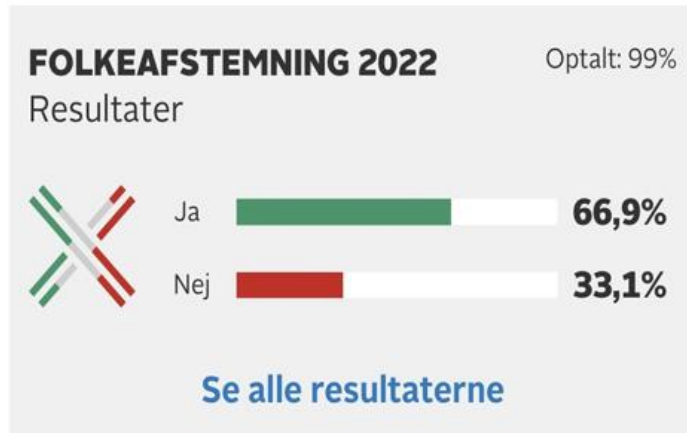 FOLKEAFSTEMNING 2022
Optalt: 99%
Resultater
Ja 66,9%
Nej 33,1%
Se alle resultaterne